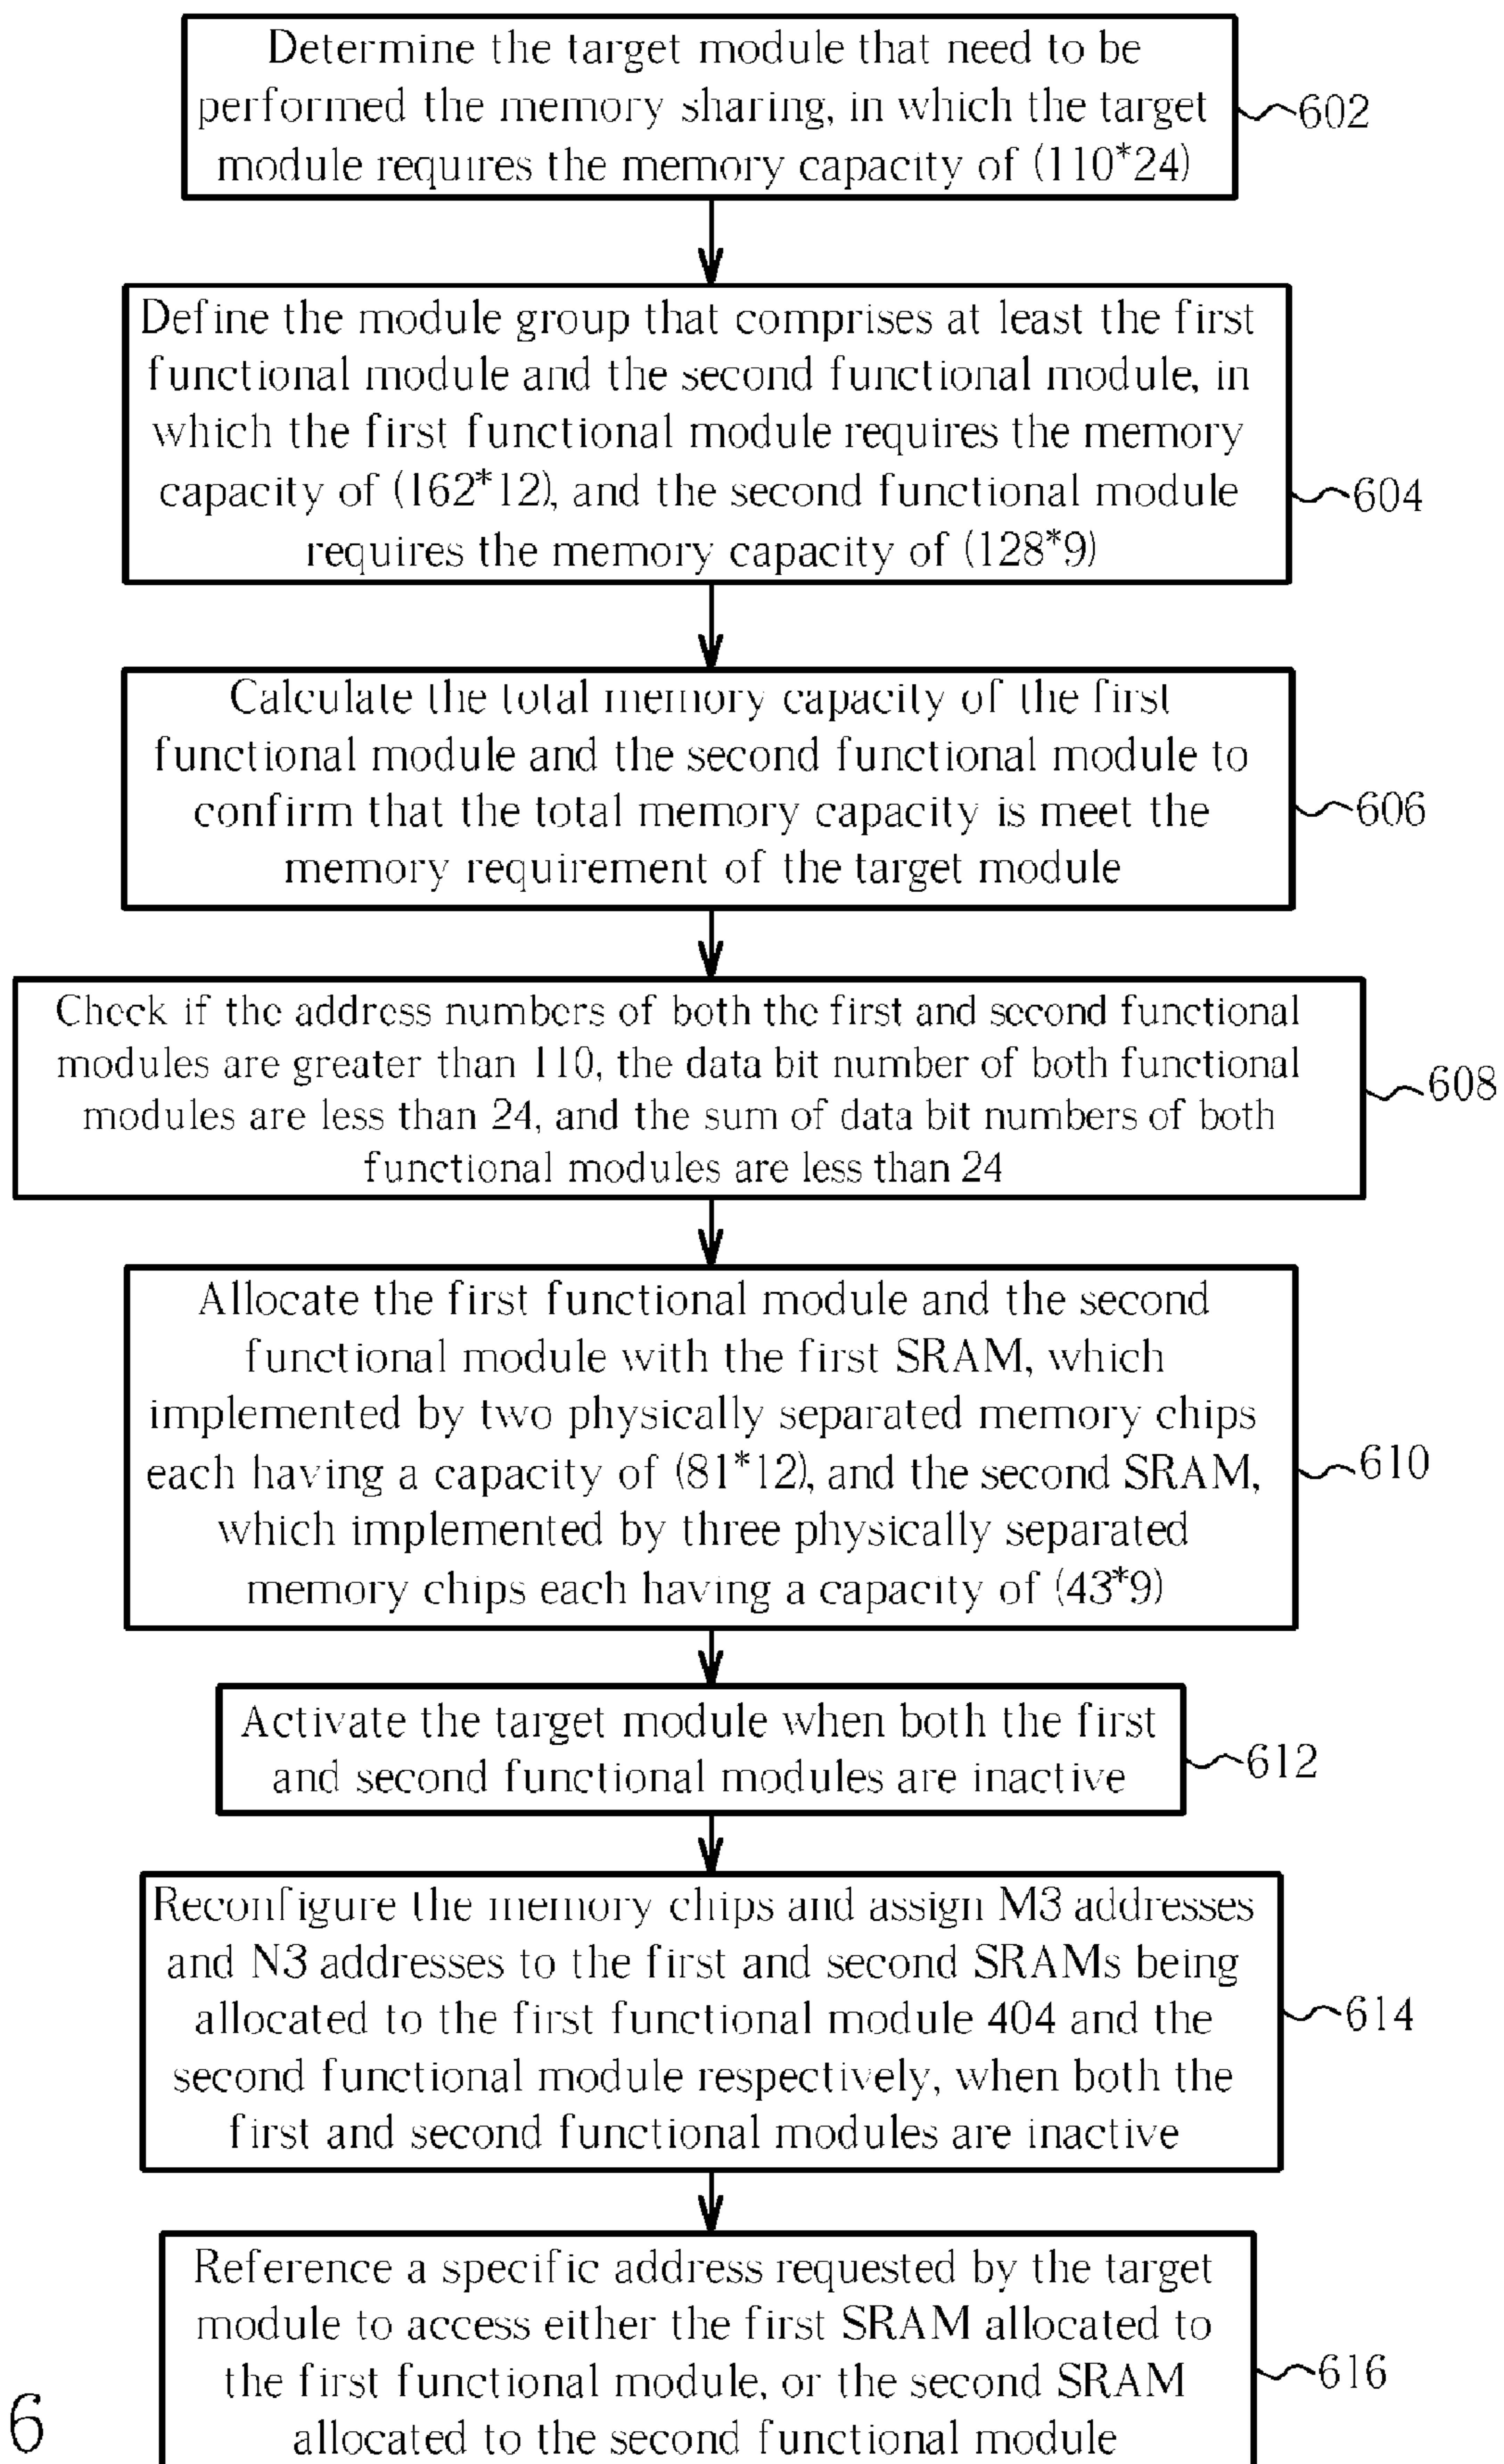 Determine the target module that need to be
performed the memory sharing, in which the target
module requires the memory capacity of (110*24)
602
Define the module group that comprises at least the first
functional module and the second functional module, in
which the first functional module requires the memory
capacity of (162*12), and the second functional module
requires the memory capacity of (128*9)
604
Calculate the total memory capacity of the first
functional module and the second functional module to
confirm that the total memory capacity is meet the
memory requirement of the target module
606
Check if the address numbers of both the first and second functional
modules are greater than 110, the data bit number of both functional
modules are less than 24, and the sum of data bit numbers of both
functional modules are less than 24
608
Allocate the first functional module and the second
functional module with the first SRAM, which
implemented by two physically separated memory chips
each having a capacity of (81*12), and the second SRAM,
which implemented by three physically separated
memory chips each having a capacity of (43*9)
610
Activate the target module when both the first
and second functional modules are inactive
612
Reconfigure the memory chips and assign M3 addresses
and N3 addresses to the first and second SRAMs being
allocated to the first functional module 404 and the
second functional module respectively, when both the
first and second functional modules are inactive
614
Reference a specific address requested by the target
module to access either the first SRAM allocated to
the first functional module, or the second SRAM
allocated to the second functional module
616
6